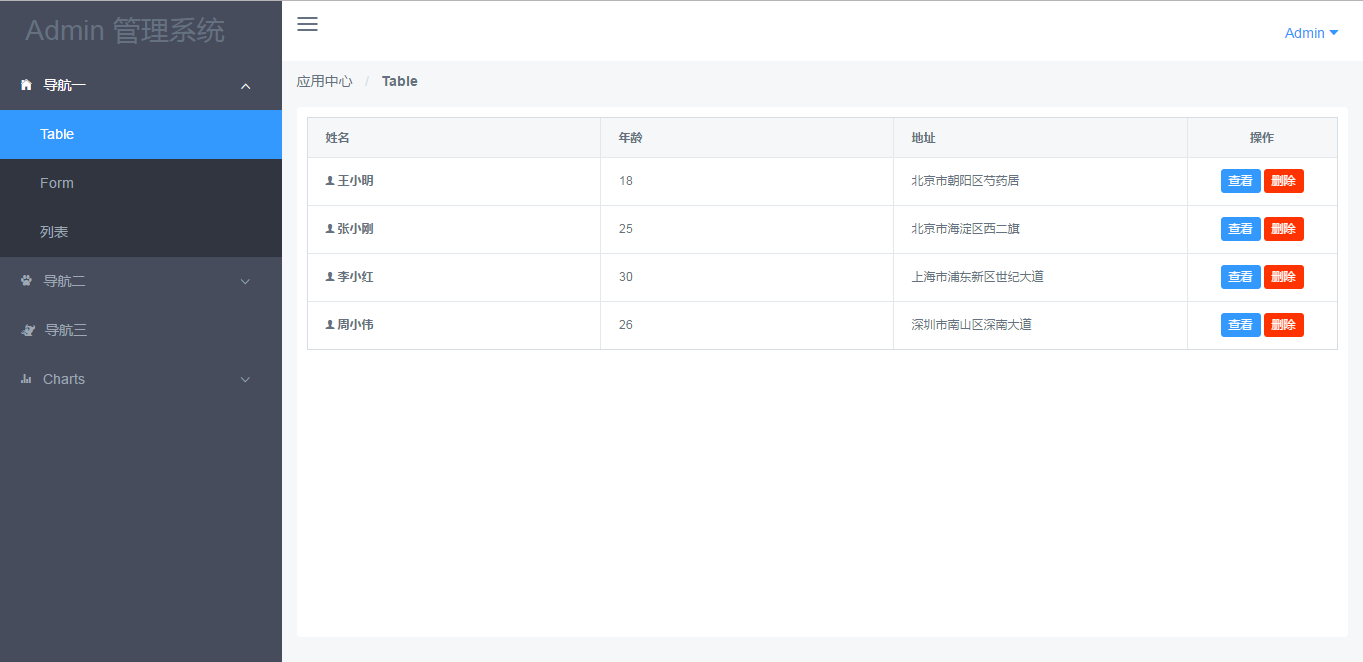 Admin 管理系统
导航一
Table
Form
列表
导航二
导航三
Charts
Admin
应用中心 / Table
姓名 年龄 地址 操作
王小明 18 北京市朝阳区芍药居 查看 删除
张小刚 25 北京市海淀区西二旗 查看 删除
李小红 30 上海市浦东新区世纪大道 查看 删除
周小伟 26 深圳市南山区深南大道 查看 删除